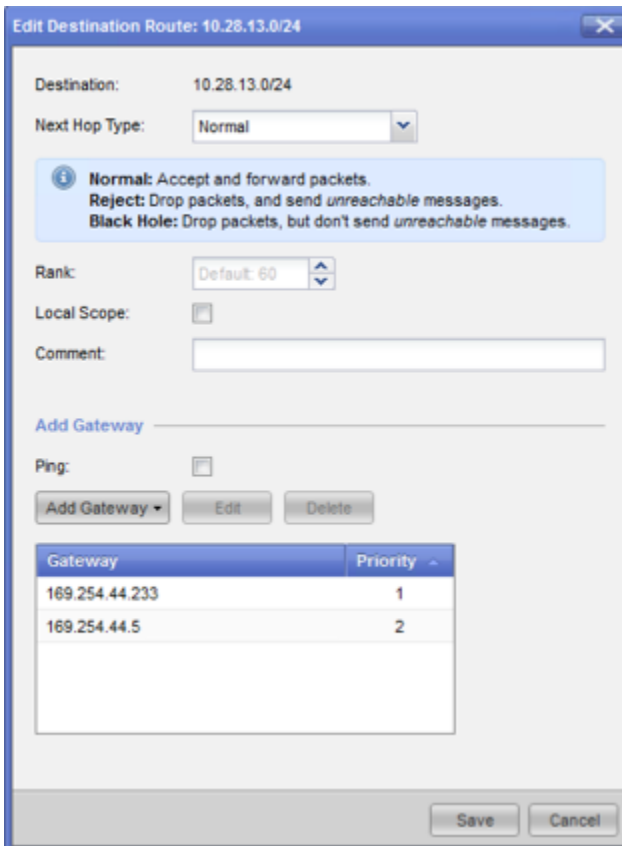 Edit Destination Route: 10.28.13.0/24
Destination: 10.28.13.0/24
Next Hop Type: Normal
Normal: Accept and forward packets.
Reject: Drop packets, and send unreachable messages.
Black Hole: Drop packets, but don't send unreachable messages.
Rank: Default: 60
Local Scope:
Comment:
Add Gateway
Ping:
Add Gateway Edit Delete
Gateway Priority
169.254.44.233 1
169.254.44.5 2
Save Cancel